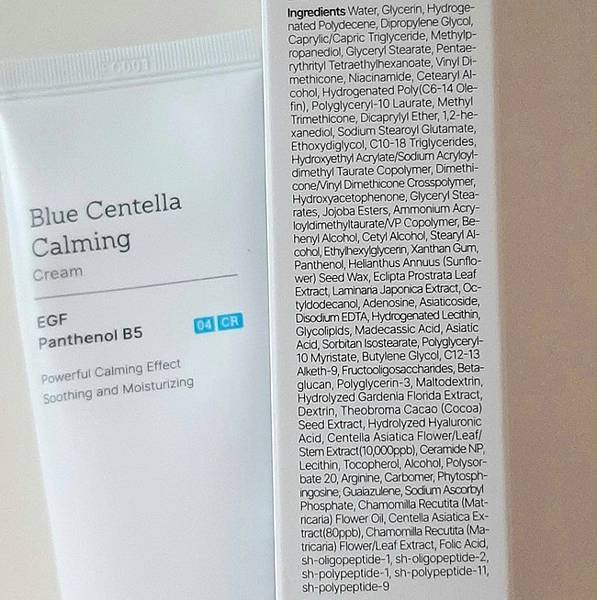 Blue Centella
Calming
Cream
EGF
Panthenol B5
04 CR
Powerful Calming Effect
Soothing and Moisturizing
Ingredients Water, Glycerin, Hydroge-
nated Polydecene, Dipropylene Glycol,
Caprylic/Capric Triglyceride, Methylp-
ropanediol, Glyceryl Stearate, Pentae-
rythrityl Tetraethylhexanoate, Vinyl Di-
methicone, Niacinamide, Cetearyl Al-
cohol, Hydrogenated Poly(C6-14 Ole-
fin), Polyglyceryl-10 Laurate, Methyl
Trimethicone, Dicaprylyl Ether, 1,2-he-
xanediol, Sodium Stearoyl Glutamate,
Ethoxydiglycol, C10-18 Triglycerides,
Hydroxyethyl Acrylate/Sodium Acryloyl-
dimethyl Taurate Copolymer, Dimethi-
cone/Vinyl Dimethicone Crosspolymer,
Hydroxyacetophenone, Glyceryl Stea-
rates, Jojoba Esters, Ammonium Acry-
loyldimethyltaurate/VP Copolymer, Be-
henyl Alcohol, Cetyl Alcohol, Stearyl Al-
cohol, Ethylhexylglycerin, Xanthan Gum,
Panthenol, Helianthus Annuus (Sunflo-
wer) Seed Wax, Eclipta Prostrata Leaf
Extract, Laminaria Japonica Extract, Oc-
tyldodecanol, Adenosine, Asiaticoside,
Disodium EDTA, Hydrogenated Lecithin,
Glycolipids, Madecassic Acid, Asiatic
Acid, Sorbitan Isostearate, Polyglyceryl-
10 Myristate, Butylene Glycol, C12-13
Alketh-9, Fructooligosaccharides, Beta-
glucan, Polyglycerin-3, Maltodextrin,
Hydrolyzed Gardenia Florida Extract,
Dextrin, Theobroma Cacao (Cocoa)
Seed Extract, Hydrolyzed Hyaluronic
Acid, Centella Asiatica Flower/Leaf/
Stem Extract(10,000ppb), Ceramide NP,
Lecithin, Tocopherol, Alcohol, Polysor-
bate 20, Arginine, Carbomer, Phytosph-
ingosine, Guaiazulene, Sodium Ascorbyl
Phosphate, Chamomilla Recutita (Mat-
ricaria) Flower Oil, Centella Asiatica Ex-
tract(80ppb), Chamomilla Recutita (Ma-
tricaria) Flower/Leaf Extract, Folic Acid,
sh-oligopeptide-1, sh-oligopeptide-2,
sh-polypeptide-1, sh-polypeptide-11,
sh-polypeptide-9